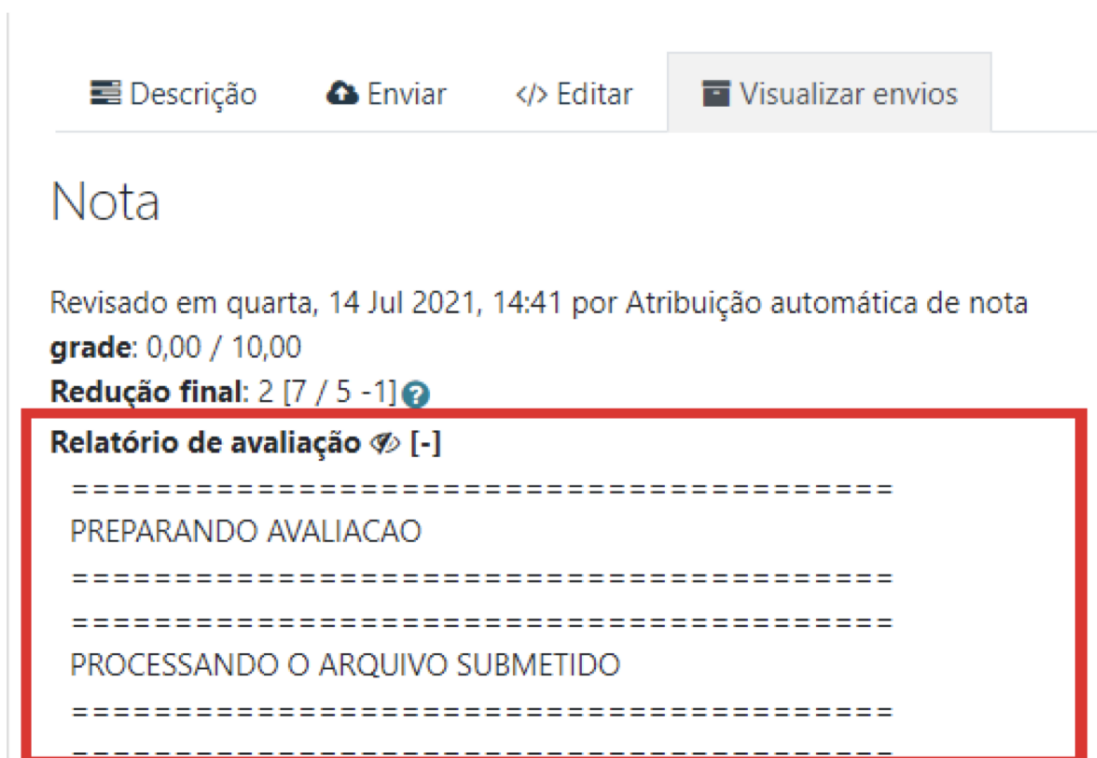 Descrição Enviar </> Editar Visualizar envios
Nota
Revisado em quarta, 14 Jul 2021, 14:41 por Atribuição automática de nota
grade: 0,00 / 10,00
Redução final: 2 [7 / 5 -1]
Relatório de avaliação [-]
========================================
PREPARANDO AVALIACAO
========================================
========================================
PROCESSANDO O ARQUIVO SUBMETIDO
========================================
========================================